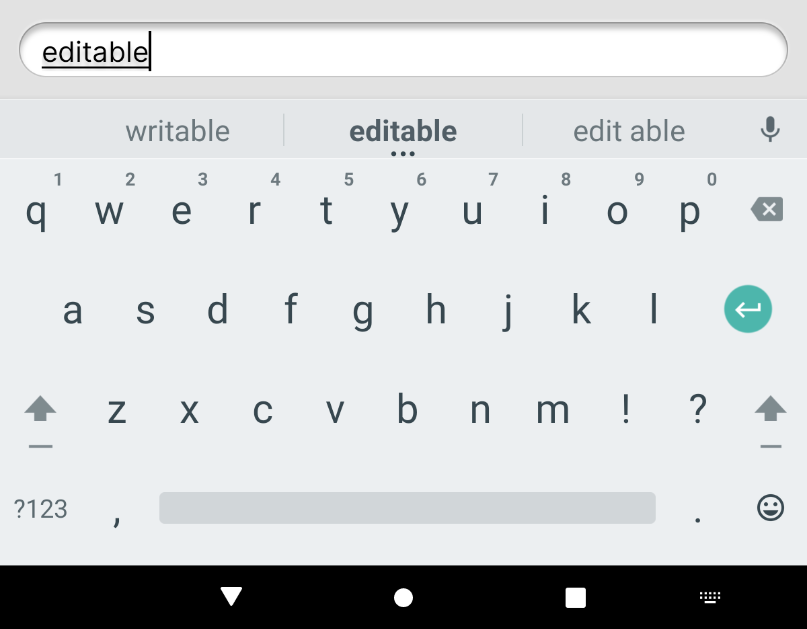 editable
writable editable edit able
1 2 3 4 5 6 7 8 9 0
q w e r t y u i o p
a s d f g h j k l
z x c v b n m ! ?
?123 , .